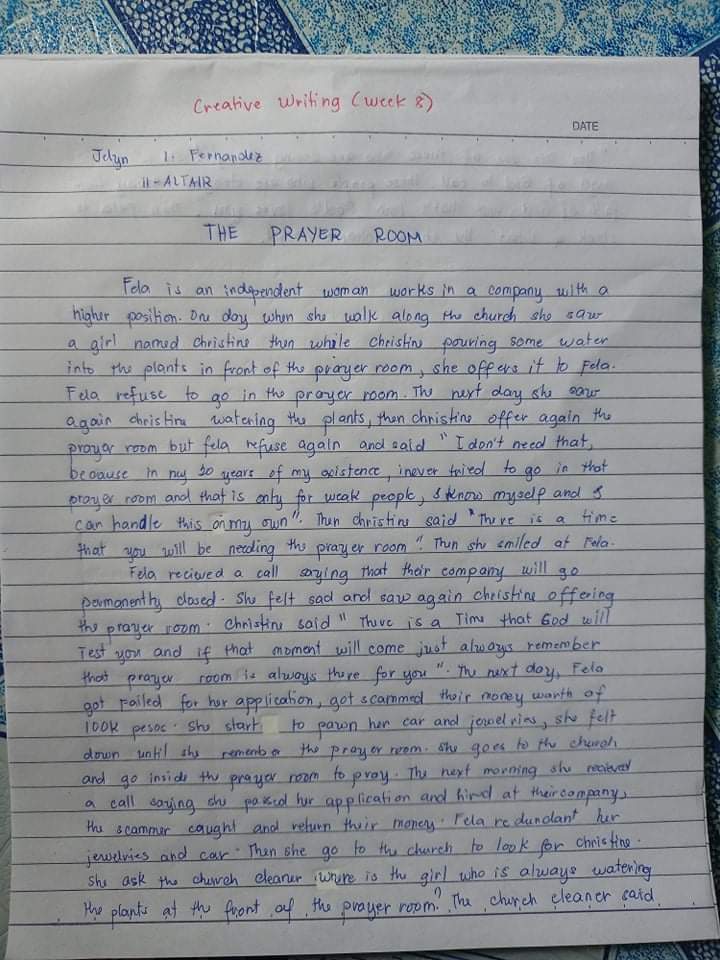 Creative Writing (week 8)
DATE
Jelyn I. Fernandez
11-ALTAIR
THE PRAYER ROOM
Fela is an independent woman works in a company with a
higher position. One day when she walk along the church she saw
a girl named christine then while Christine pouring some water
into the plants in front of the prayer room, she offers it to Fela.
Fela refuse to go in the prayer room. The next day she saw
again christine watering the plants, then christine offer again the
prayer room but fela refuse again and said " I don't need that,
because in my 30 years of my existence, inever tried to go in that
prayer room and that is only for weak people, I know myself and I
can handle this on my own". Then christine said "There is a time
that you will be needing the prayer room". Then she smiled at Fela.
Fela recived a call saying that their company will go
permanently closed. She felt sad and saw again christine offering
the prayer room. Christine said " There is a Time that God will
Test you and if that moment will come just always remember
that prayer room is always there for you". The next day, Fela
got failed for her application, got scammed their money worth of
100k pesos. She start to pawn her car and jewelries, she felt
down until she remember the prayer room. She goes to the church
and go inside the prayer room to pray. The next morning she recieved
a call saying she passed her application and hired at their company,
the scammer caught and return their money. Fela redundant her
jewelries and car. Then she go to the church to look for christine.
She ask the church cleaner where is the girl who is always watering
the plants at the front of the prayer room? The church cleaner said